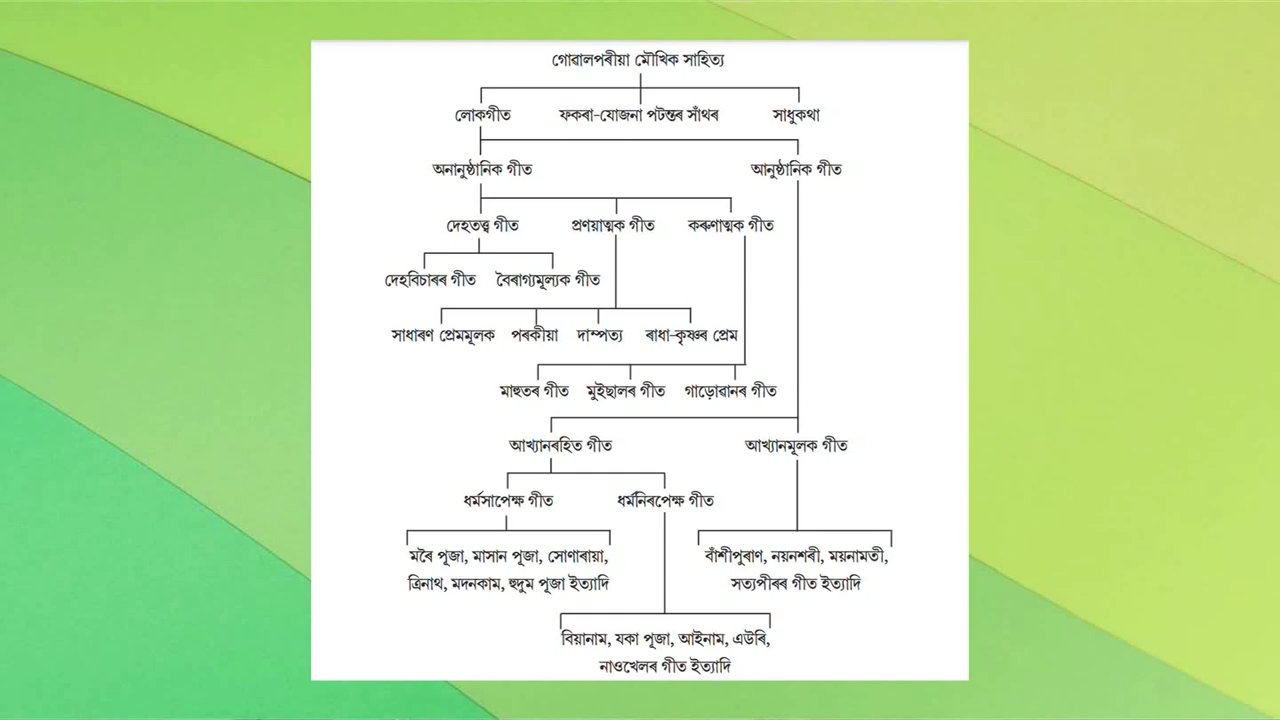 গোৱালপৰীয়া মৌখিক সাহিত্য
লোকগীত ফকৰা-যোজনা পটন্তৰ সাঁথৰ সাধুকথা
অনানুষ্ঠানিক গীত আনুষ্ঠানিক গীত
দেহতত্ত্ব গীত প্ৰণয়াত্মক গীত কৰুণাত্মক গীত
দেহবিচাৰৰ গীত বৈৰাগ্যমূল্যক গীত
সাধাৰণ প্ৰেমমূলক পৰকীয়া দাম্পত্য ৰাধা-কৃষ্ণৰ প্ৰেম
মাহুতৰ গীত মুইছালৰ গীত গাড়োৱানৰ গীত
আখ্যানৰহিত গীত আখ্যানমূলক গীত
ধৰ্মসাপেক্ষ গীত ধৰ্মনিৰপেক্ষ গীত
মৰৈ পূজা, মাসান পূজা, সোণাৰায়া, বাঁশীপুৰাণ, নয়নশৰী, ময়নামতী,
ত্ৰিনাথ, মদনকাম, হুদুম পূজা ইত্যাদি সত্যপীৰৰ গীত ইত্যাদি
বিয়ানাম, যকা পূজা, আইনাম, এউৰি,
নাওখেলৰ গীত ইত্যাদি